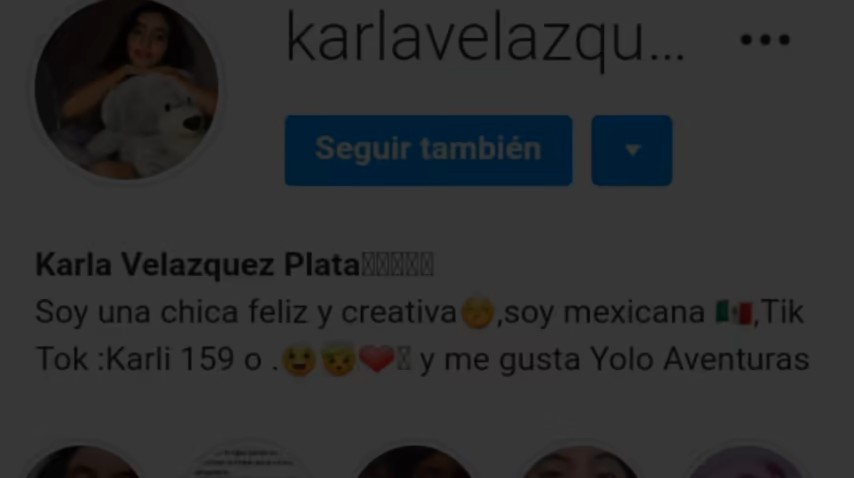 karlavelazqu...
Seguir también
Karla Velazquez Plata
Soy una chica feliz y creativa😊,soy mexicana 🇲🇽,Tik
Tok :Karli 159 o .😃😇❤️ y me gusta Yolo Aventuras